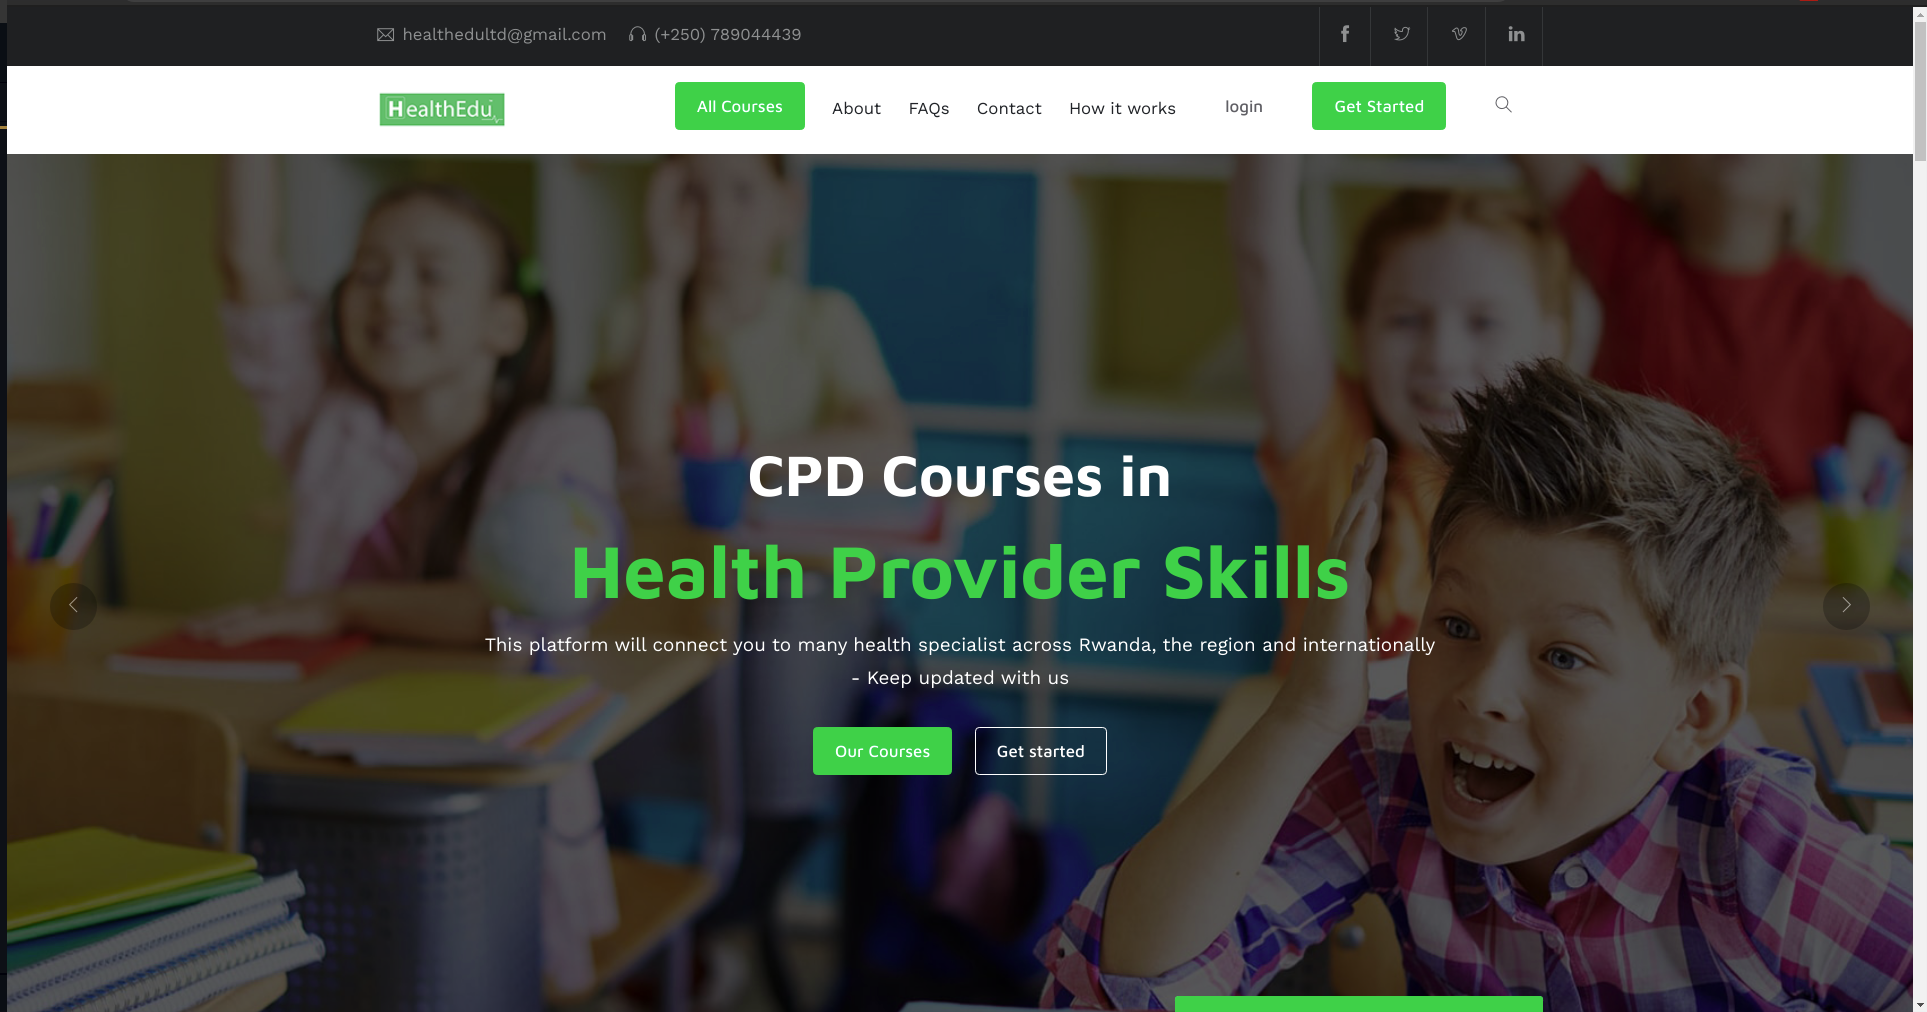 healthedultd@gmail.com (+250) 789044439
HealthEdu
All Courses About FAQs Contact How it works login Get Started
CPD Courses in
Health Provider Skills
This platform will connect you to many health specialist across Rwanda, the region and internationally
- Keep updated with us
Our Courses Get started